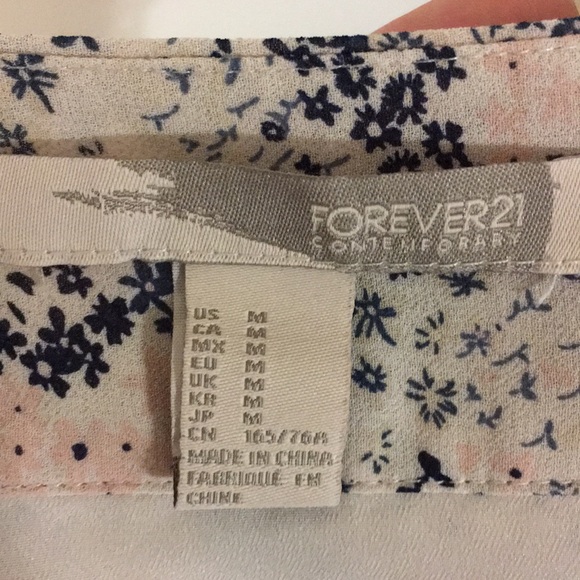 FOREVER21
CONTEMPORARY
US M
CA M
MX M
EU M
UK M
KR M
JP M
CN 165/76A
MADE IN CHINA
FABRIQUÉ EN
CHINE